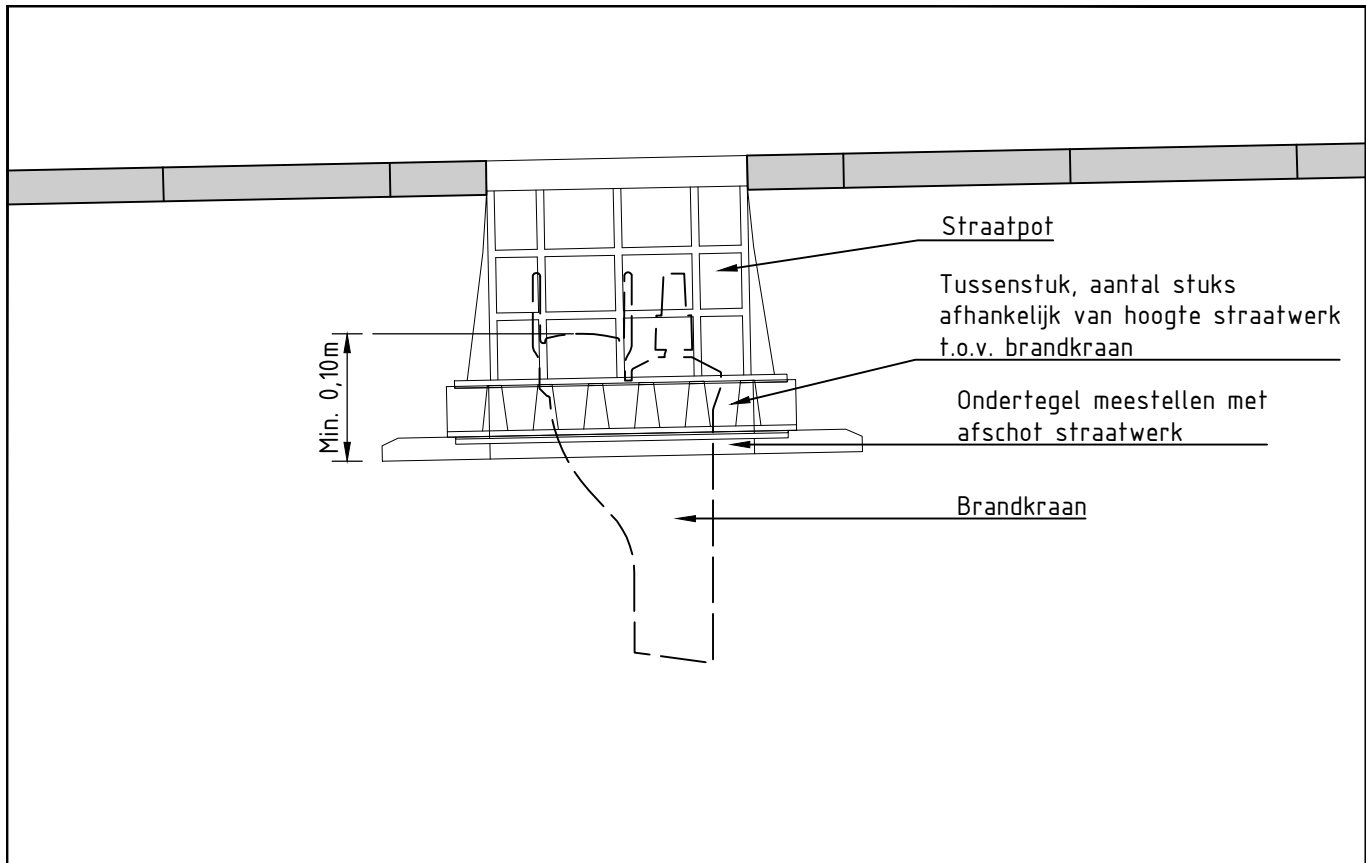 Straatpot
Tussenstuk, aantal stuks
afhankelijk van hoogte straatwerk
t.o.v. brandkraan
Min. 0,10m
Ondertegel meestellen met
afschot straatwerk
Brandkraan